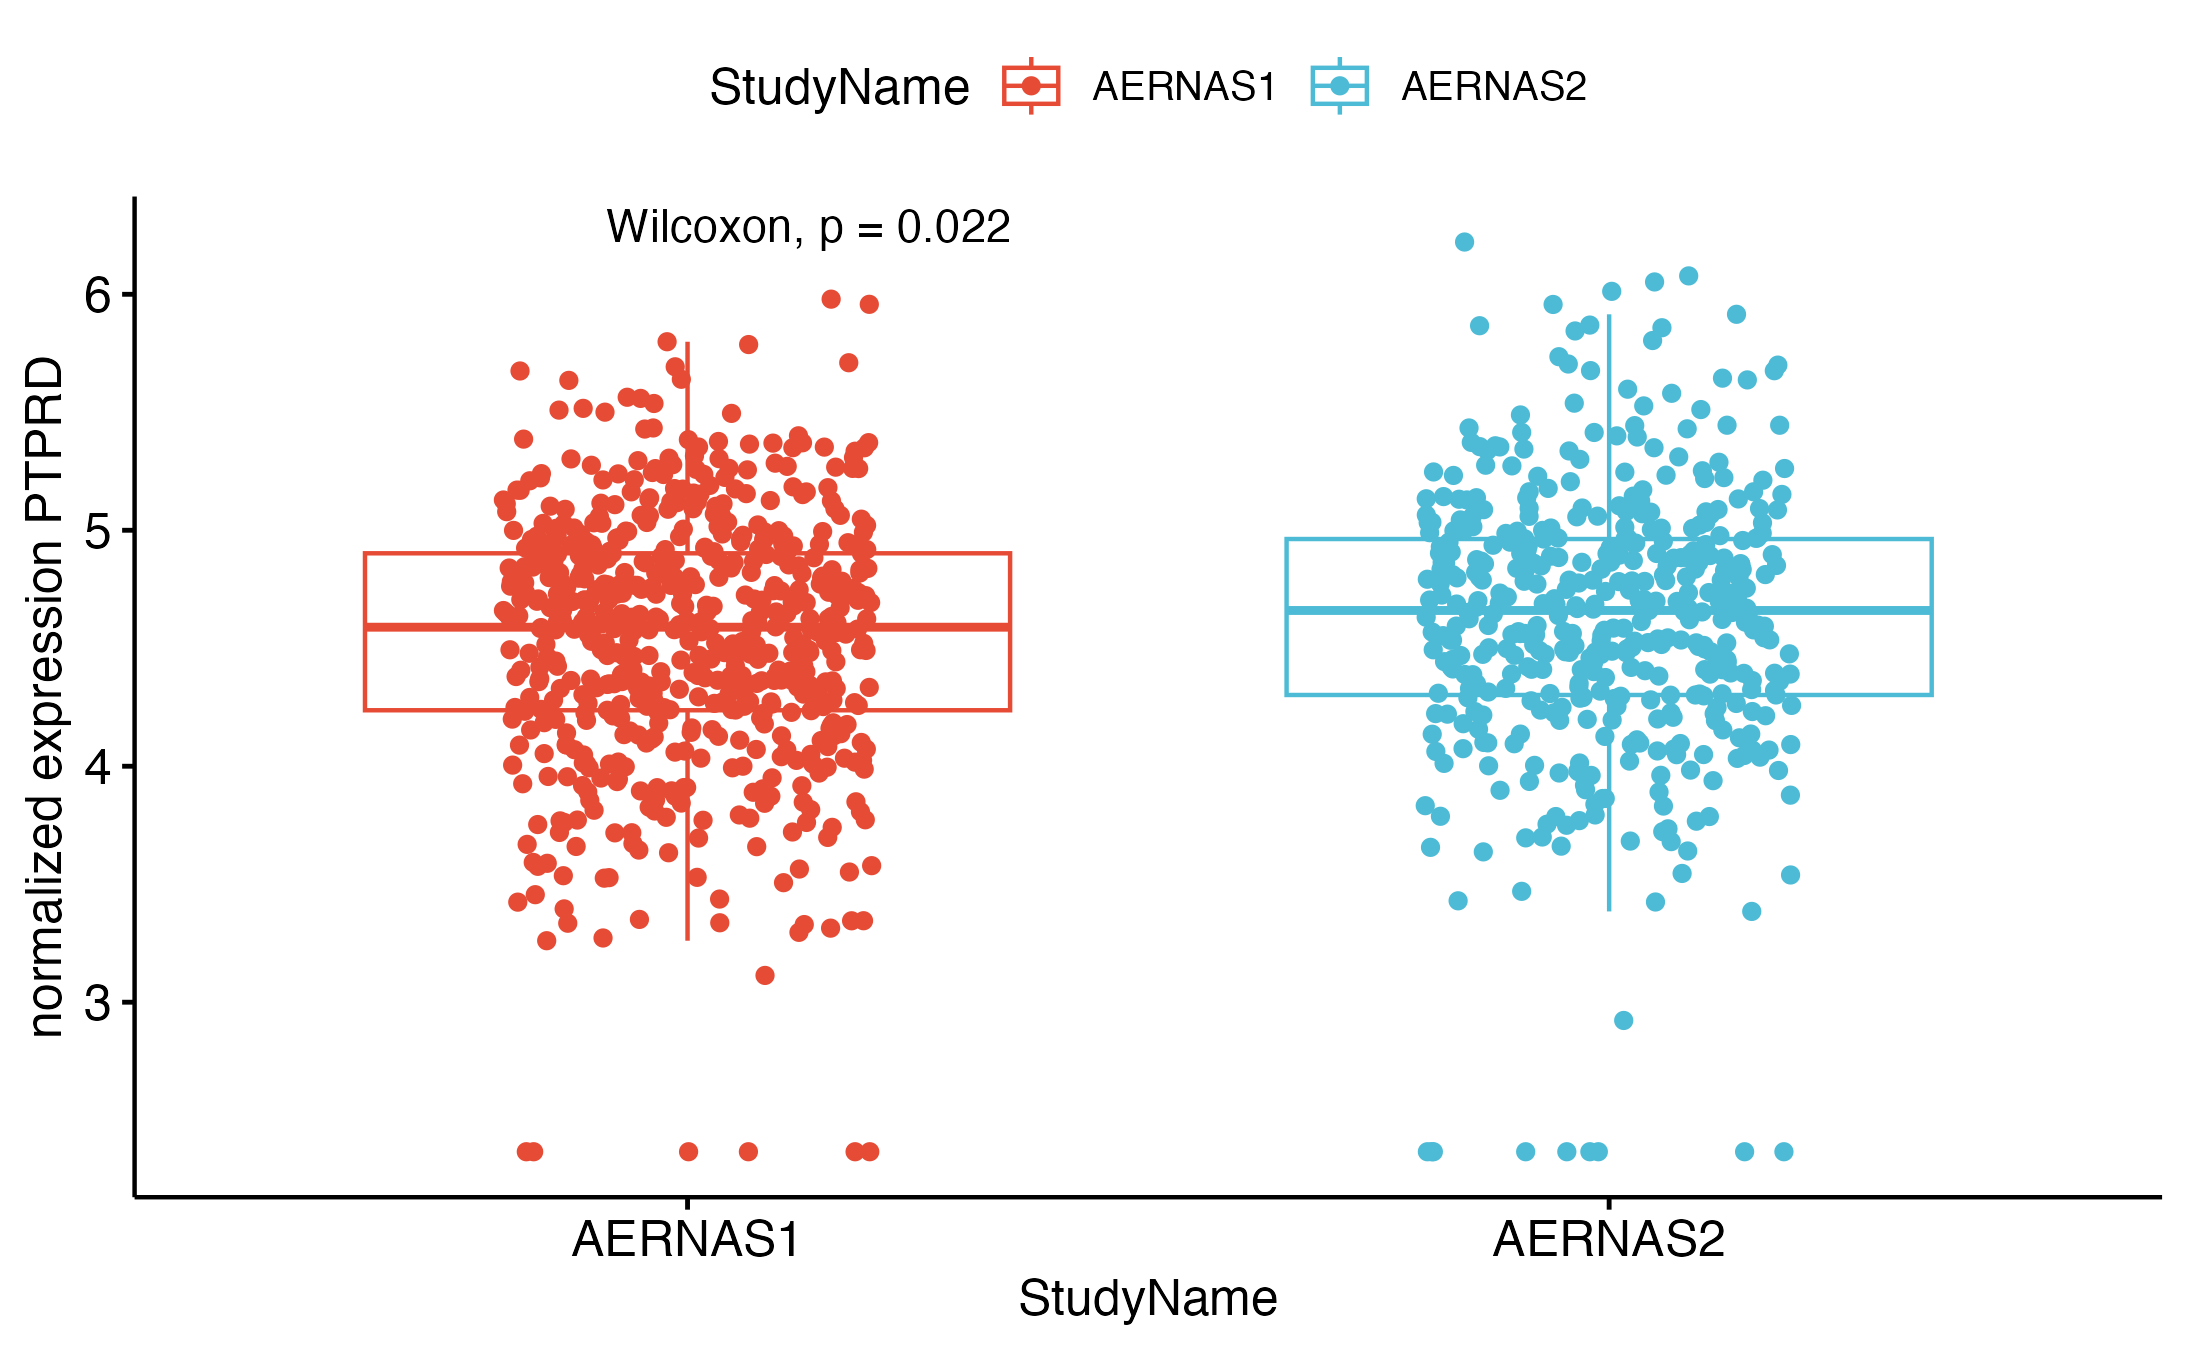 StudyName AERNAS1 AERNAS2
Wilcoxon, p = 0.022
6
5
4
3
normalized expression PTPRD
AERNAS1 AERNAS2
StudyName